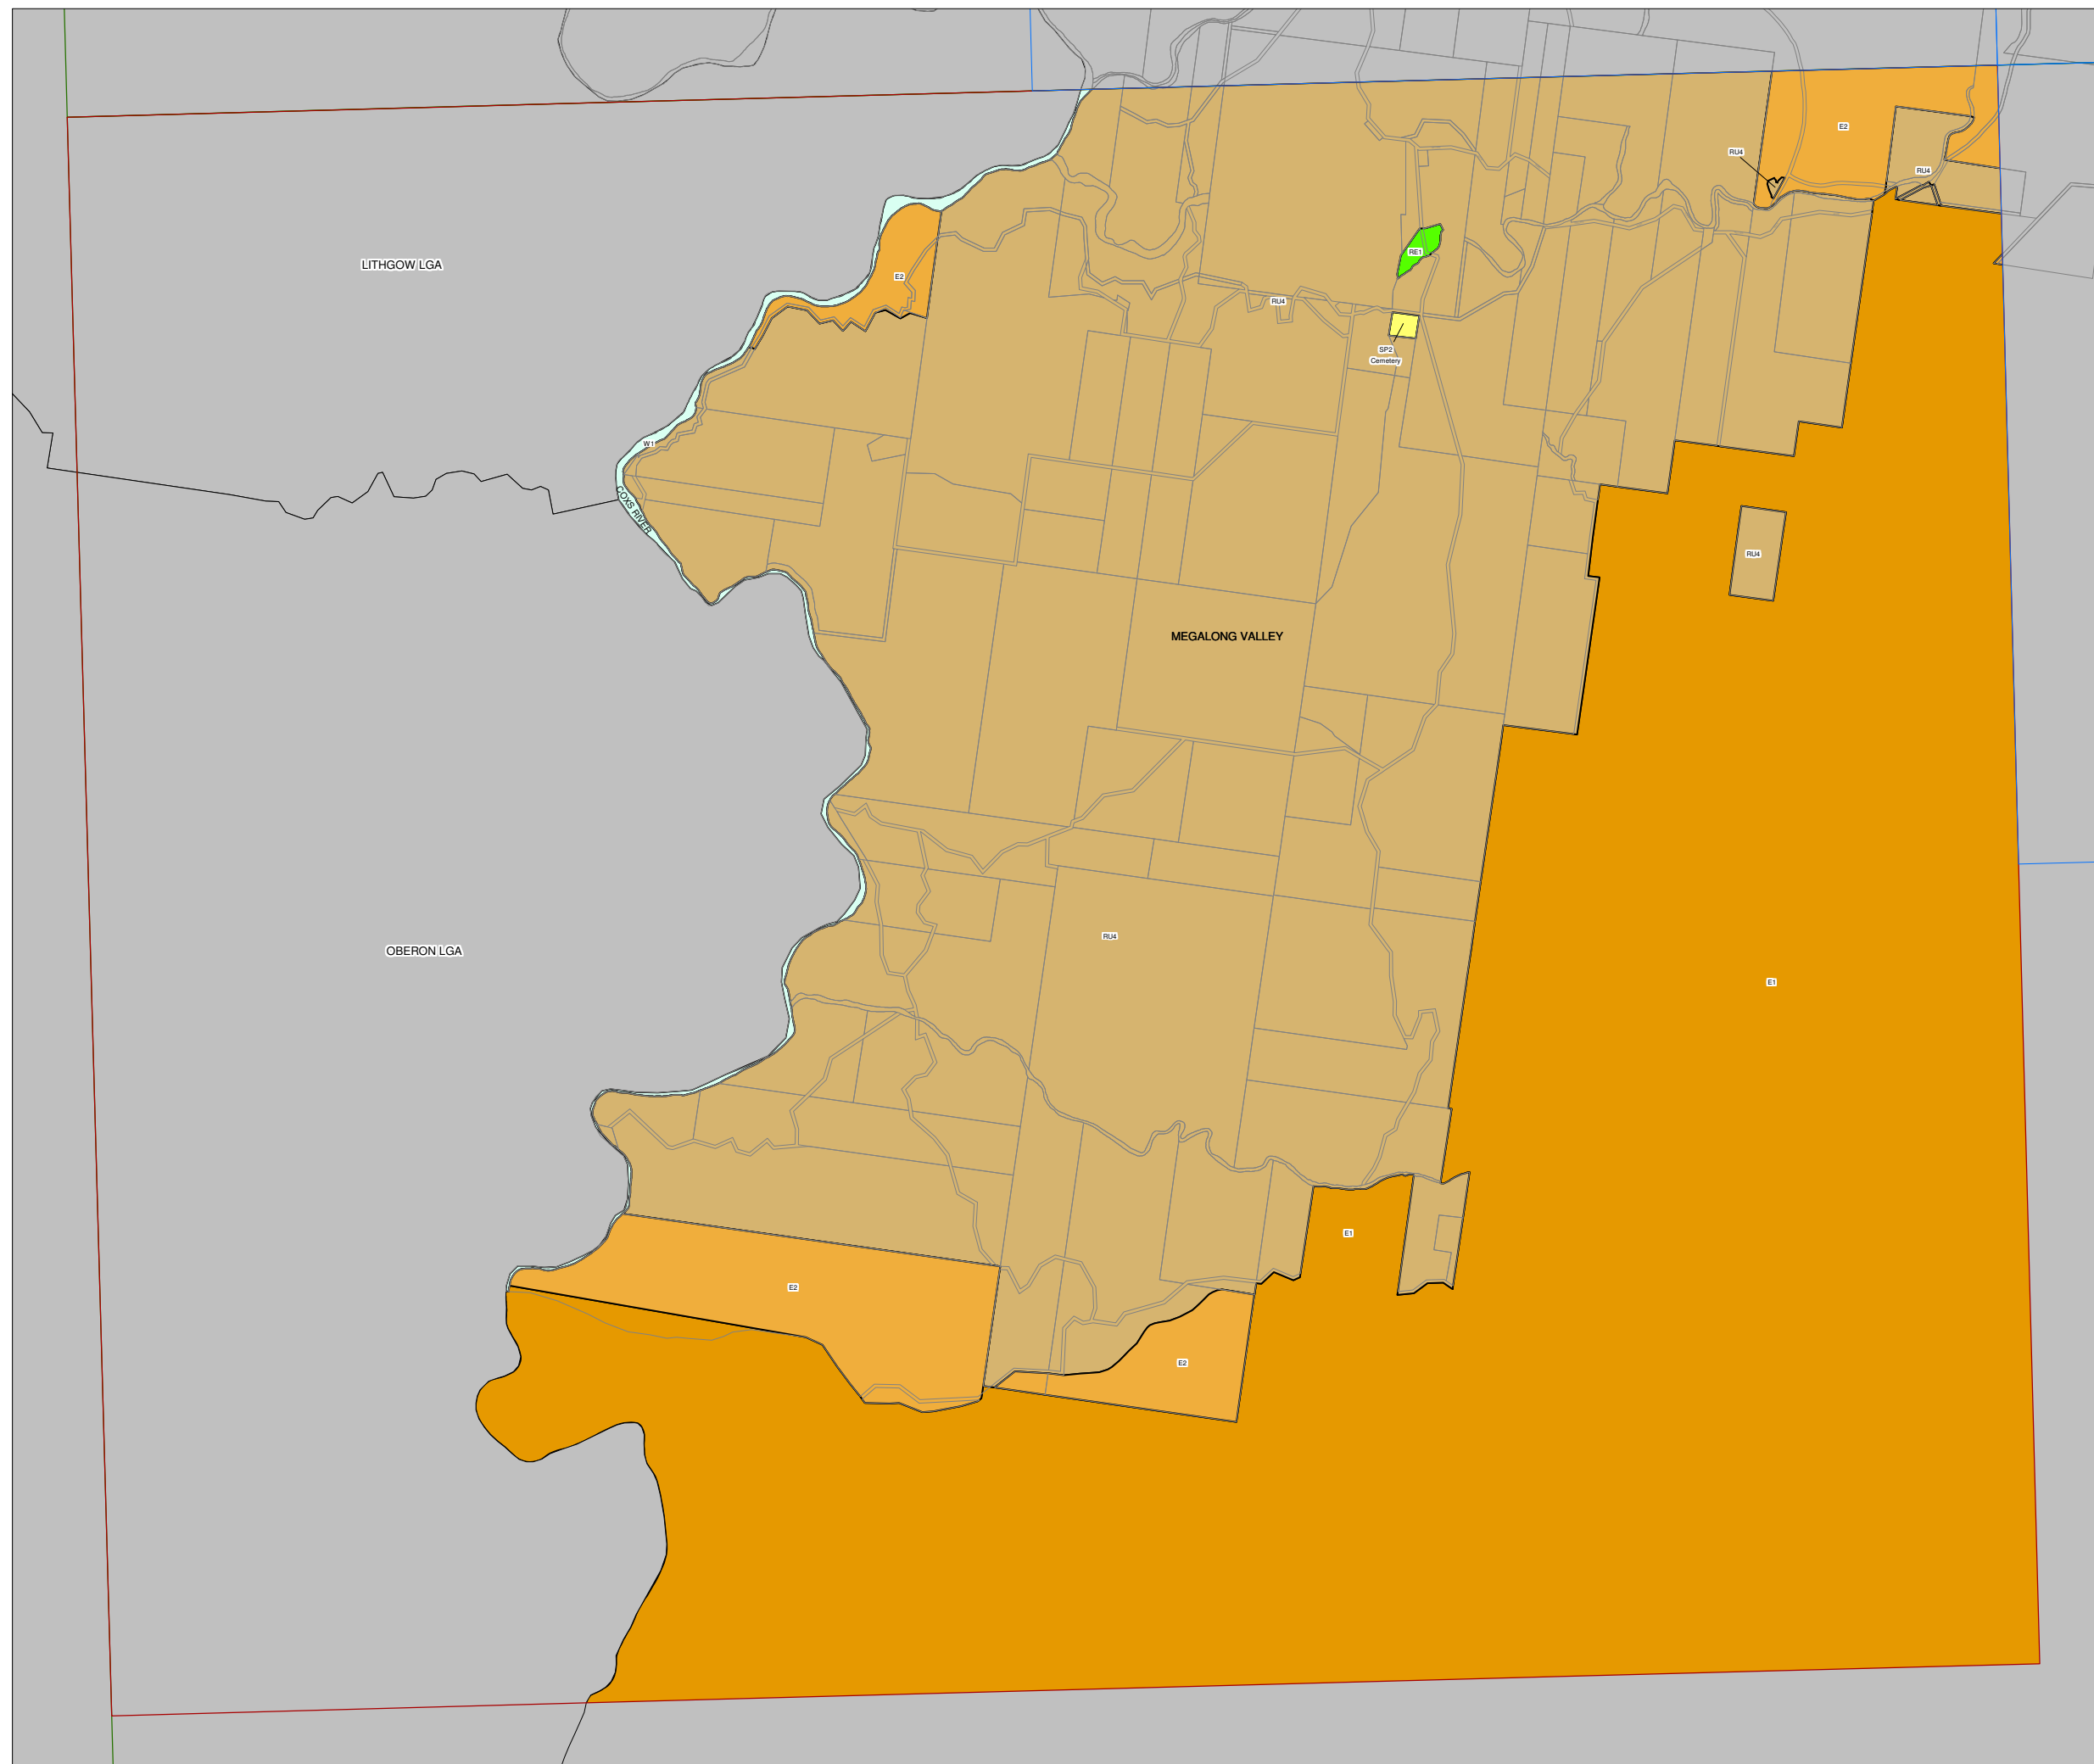 E2
RU4
RU4
RE1
LITHGOW LGA
E2
RU4
SP2
Cemetery
W1
COXS RIVER
RU4
MEGALONG VALLEY
RU4
OBERON LGA
E1
E1
E2
E2